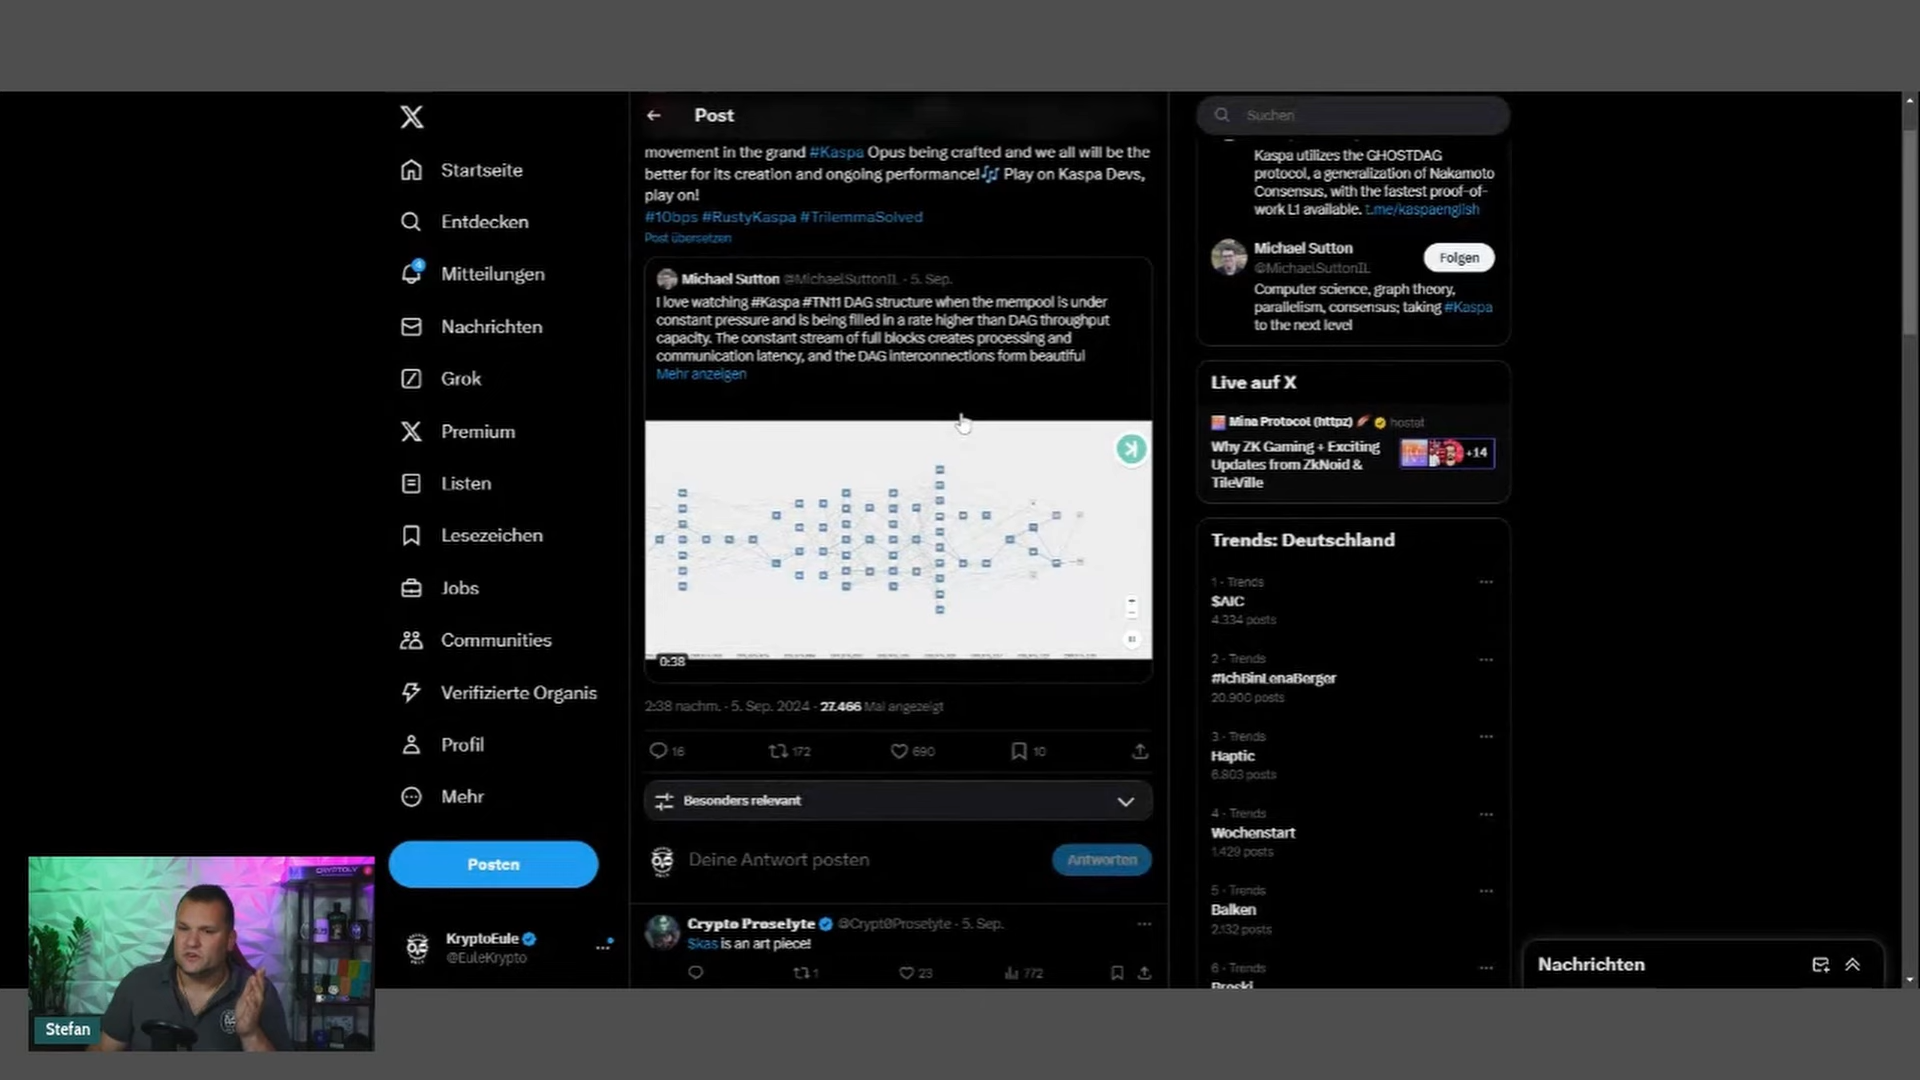 Startseite
Entdecken
4
Mitteilungen
Nachrichten
Grok
Premium
Listen
Lesezeichen
Jobs
Communities
Verifizierte Organis
Profil
Mehr
Posten
KryptoEule
@EuleKrypto
...
Post
movement in the grand #Kaspa Opus being crafted and we all will be the
better for its creation and ongoing performance!🎶 Play on Kaspa Devs,
play on!
#10bps #RustyKaspa #TrilemmaSolved
Post übersetzen
Michael Sutton @MichaelSuttonIL · 5. Sep.
I love watching #Kaspa #TN11 DAG structure when the mempool is under
constant pressure and is being filled in a rate higher than DAG throughput
capacity. The constant stream of full blocks creates processing and
communication latency, and the DAG interconnections form beautiful
Mehr anzeigen
0:38
2:38 nachm. · 5. Sep. 2024 · 27.466 Mal angezeigt
16 172 690 10
Besonders relevant
Deine Antwort posten
Antworten
Crypto Proselyte @Crypt0Proselyte · 5. Sep.
$kas is an art piece!
1 23 772
Suchen
Kaspa utilizes the GHOSTDAG
protocol, a generalization of Nakamoto
Consensus, with the fastest proof-of-
work L1 available. t.me/kaspaenglish
Michael Sutton
@MichaelSuttonIL
Folgen
Computer science, graph theory,
parallelism, consensus; taking #Kaspa
to the next level
Live auf X
Mina Protocol (httpz) hostet
Why ZK Gaming + Exciting
Updates from ZkNoid &
TileVille
+14
Trends: Deutschland
1 · Trends
$AIC
4.334 posts
2 · Trends
#IchBinLenaBerger
20.900 posts
3 · Trends
Haptic
6.803 posts
4 · Trends
Wochenstart
1.429 posts
5 · Trends
Balken
2.132 posts
6 · Trends
Broski
Nachrichten
CRYPTOLY
Stefan